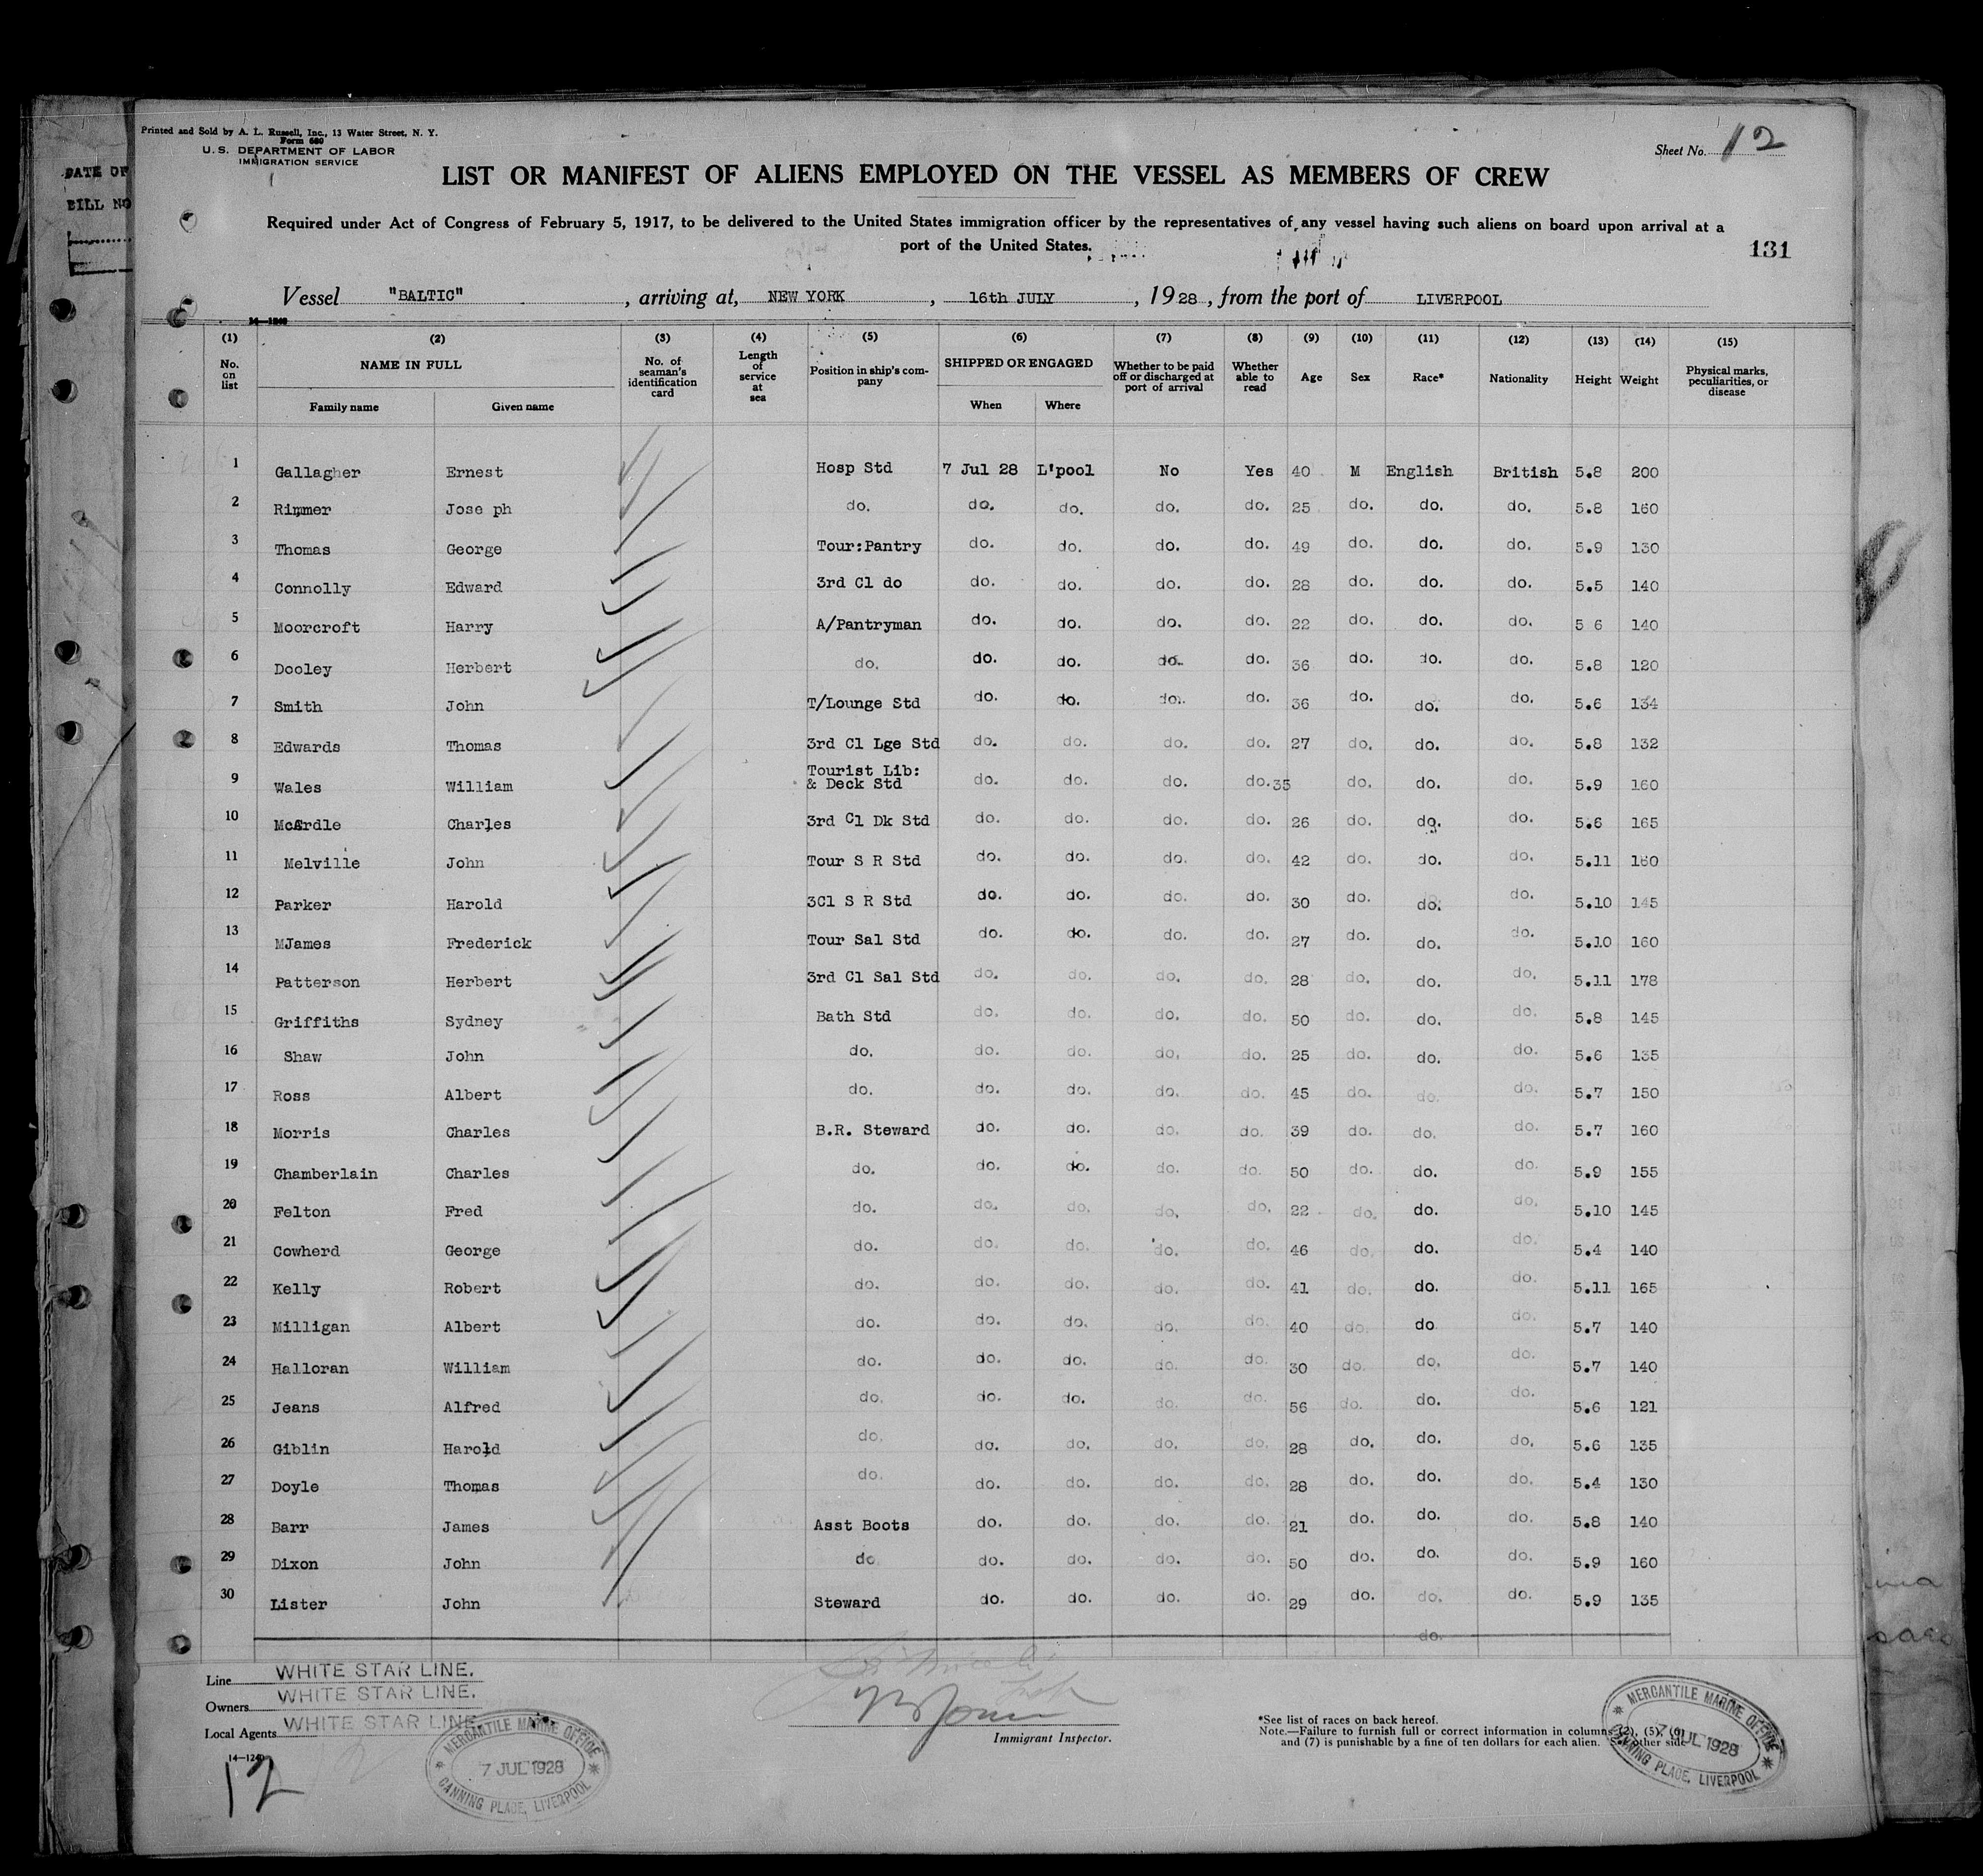 Printed and Sold by A. L. Russell, Inc., 13 Water Street, N. Y.
Form 680
U. S. DEPARTMENT OF LABOR
IMMIGRATION SERVICE
Sheet No. 12
DATE OF
BILL NO
LIST OR MANIFEST OF ALIENS EMPLOYED ON THE VESSEL AS MEMBERS OF CREW
Required under Act of Congress of February 5, 1917, to be delivered to the United States immigration officer by the representatives of any vessel having such aliens on board upon arrival at a
port of the United States.
131
Vessel "BALTIC", arriving at, NEW YORK, 16th JULY, 1928, from the port of LIVERPOOL
(1) (2) (3) (4) (5) (6) (7) (8) (9) (10) (11) (12) (13) (14) (15)
No. on list NAME IN FULL Family name Given name No. of seaman's identification card Length of service at sea Position in ship's company SHIPPED OR ENGAGED When Where Whether to be paid off or discharged at port of arrival Whether able to read Age Sex Race* Nationality Height Weight Physical marks, peculiarities, or disease
1 Gallagher Ernest Hosp Std 7 Jul 28 L'pool No Yes 40 M English British 5.8 200
2 Rimmer Jose ph do. do. do. do. do. 25 do. do. do. 5.8 160
3 Thomas George Tour:Pantry do. do. do. do. 49 do. do. do. 5.9 130
4 Connolly Edward 3rd Cl do do. do. do. do. 28 do. do. do. 5.5 140
5 Moorcroft Harry A/Pantryman do. do. do. do. 22 do. do. do. 5 6 140
6 Dooley Herbert do. do. do. do. do. 36 do. do. do. 5.8 120
7 Smith John T/Lounge Std do. do. do. do. 36 do. do. do. 5.6 134
8 Edwards Thomas 3rd Cl Lge Std do. do. do. do. 27 do. do. do. 5.8 132
9 Wales William Tourist Lib: & Deck Std do. do. do. do. 35 do. do. do. 5.9 160
10 McArdle Charles 3rd Cl Dk Std do. do. do. do. 26 do. do. do. 5.6 165
11 Melville John Tour S R Std do. do. do. do. 42 do. do. do. 5.11 160
12 Parker Harold 3Cl S R Std do. do. do. do. 30 do. do. do. 5.10 145
13 MJames Frederick Tour Sal Std do. do. do. do. 27 do. do. do. 5.10 160
14 Patterson Herbert 3rd Cl Sal Std do. do. do. do. 28 do. do. do. 5.11 178
15 Griffiths Sydney Bath Std do. do. do. do. 50 do. do. do. 5.8 145
16 Shaw John do. do. do. do. do. 25 do. do. do. 5.6 135
17 Ross Albert do. do. do. do. do. 45 do. do. do. 5.7 150
18 Morris Charles B.R. Steward do. do. do. do. 39 do. do. do. 5.7 160
19 Chamberlain Charles do. do. do. do. do. 50 do. do. do. 5.9 155
20 Felton Fred do. do. do. do. do. 22 do. do. do. 5.10 145
21 Cowherd George do. do. do. do. do. 46 do. do. do. 5.4 140
22 Kelly Robert do. do. do. do. do. 41 do. do. do. 5.11 165
23 Milligan Albert do. do. do. do. do. 40 do. do do. 5.7 140
24 Halloran William do. do. do. do. do. 30 do. do. do. 5.7 140
25 Jeans Alfred do. do. do. do. do. 56 do. do. do. 5.6 121
26 Giblin Harold do. do. do. do. do. 28 do. do. do. 5.6 135
27 Doyle Thomas do. do. do. do. do. 28 do. do. do. 5.4 130
28 Barr James Asst Boots do. do. do. do. 21 do. do. do. 5.8 140
29 Dixon John do do. do. do. do. 50 do. do. do. 5.9 160
30 Lister John Steward do. do. do. do. 29 do. do. do. 5.9 135
do.
Line WHITE STAR LINE.
Owners WHITE STAR LINE.
Local Agents WHITE STAR LINE
14—1240
12
MERCANTILE MARINE OFFICE
7 JUL 1928
CANNING PLACE, LIVERPOOL
Immigrant Inspector.
*See list of races on back hereof.
Note.—Failure to furnish full or correct information in columns (2), (5), (6)
and (7) is punishable by a fine of ten dollars for each alien. See other side
MERCANTILE MARINE OFFICE
7 JUL 1928
CANNING PLACE, LIVERPOOL